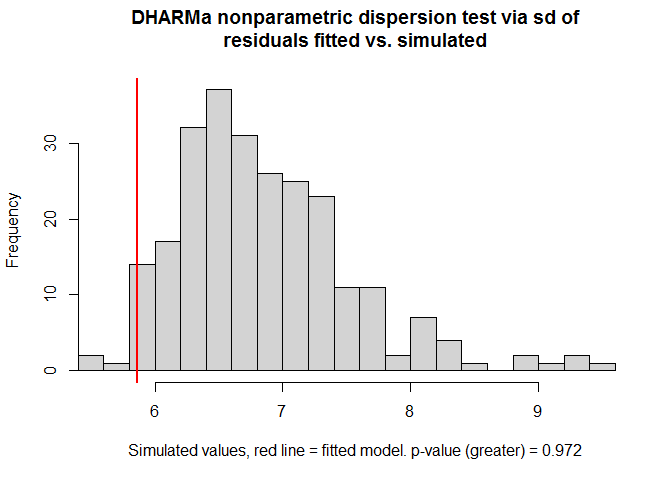 DHARMa nonparametric dispersion test via sd of
residuals fitted vs. simulated
Frequency
30
20
10
0
6 7 8 9
Simulated values, red line = fitted model. p-value (greater) = 0.972